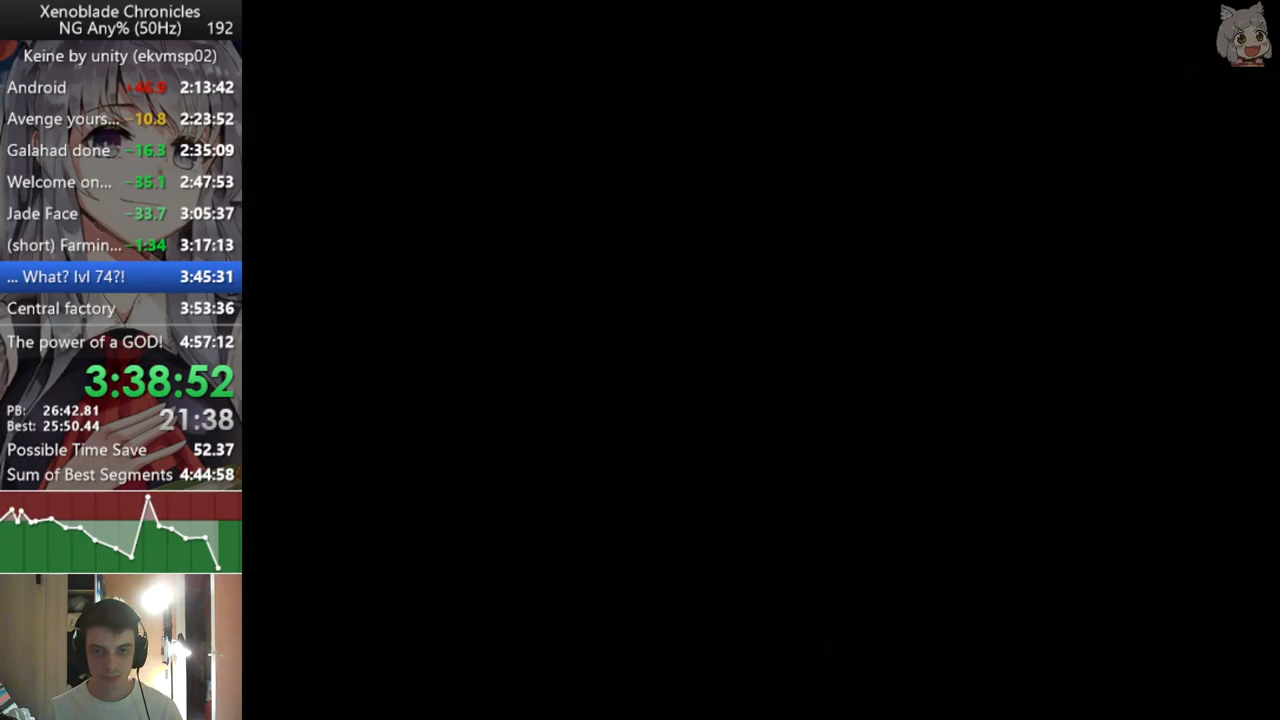 Xenoblade Chronicles
NG Any% (50Hz) 192
Keine by unity (ekvmsp02)
Android +46.9 2:13:42
Avenge yours... −10.8 2:23:52
Galahad done −16.3 2:35:09
Welcome on... −35.1 2:47:53
Jade Face −33.7 3:05:37
(short) Farmin... −1:34 3:17:13
... What? lvl 74?! 3:45:31
Central factory 3:53:36
The power of a GOD! 4:57:12
3:38:52
PB: 26:42.81
Best: 25:50.44
21:38
Possible Time Save 52.37
Sum of Best Segments 4:44:58